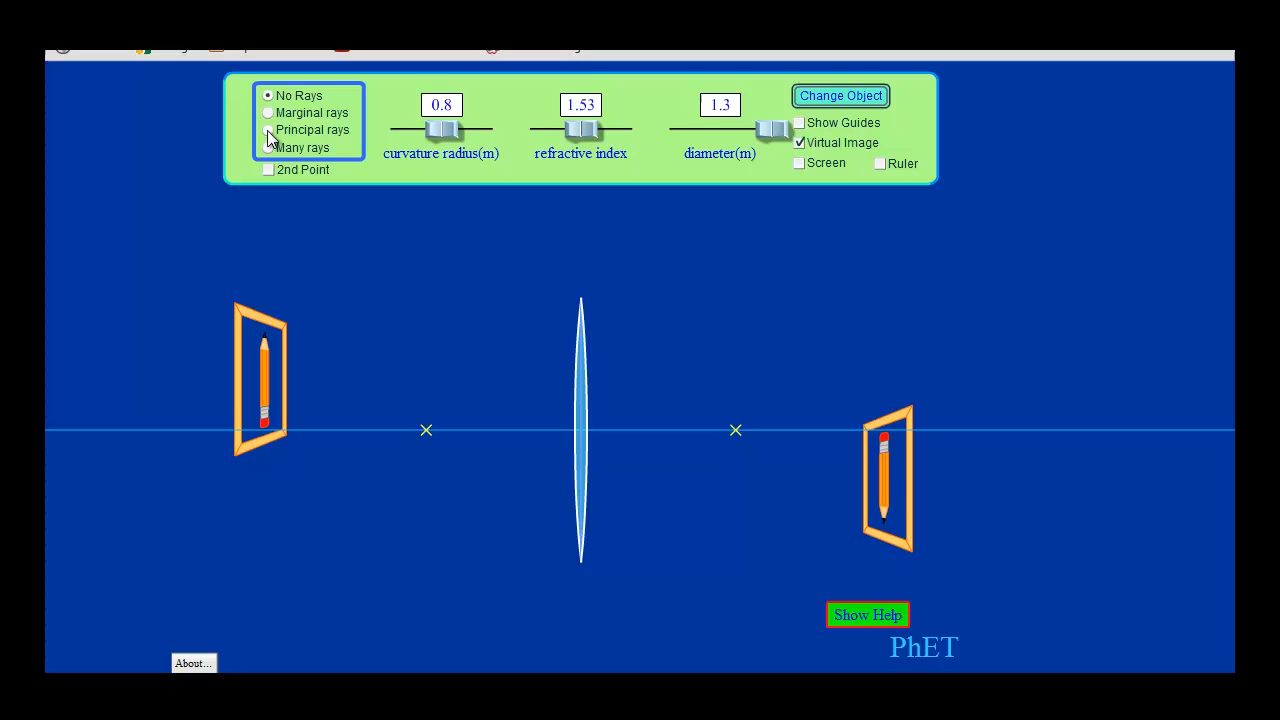 No Rays
Marginal rays
Principal rays
Many rays
2nd Point
0.8
curvature radius(m)
1.53
refractive index
1.3
diameter(m)
Change Object
Show Guides
Virtual Image
Screen
Ruler
Show Help
PhET
About...